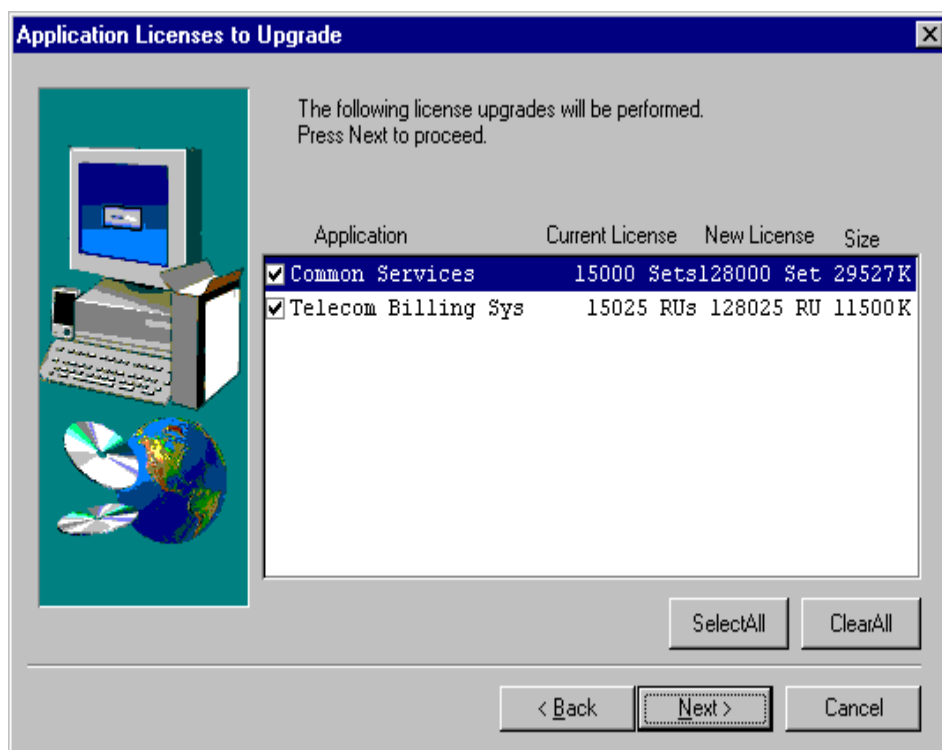 Application Licenses to Upgrade
The following license upgrades will be performed.
Press Next to proceed.
Application Current License New License Size
Common Services 15000 Sets128000 Set 29527K
Telecom Billing Sys 15025 RUs 128025 RU 11500K
SelectAll ClearAll
< Back Next > Cancel